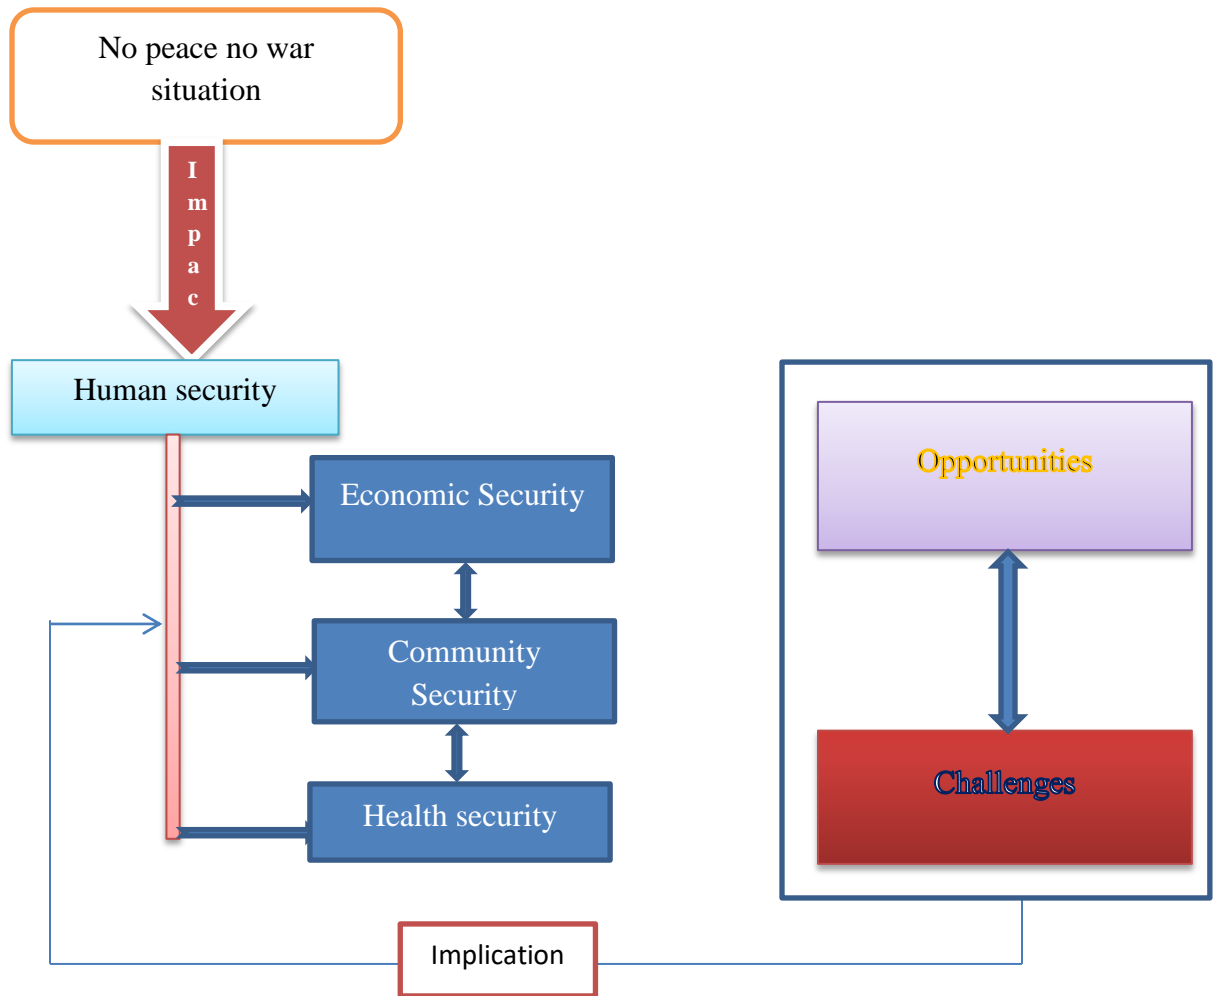 No peace no war
situation
I
m
p
a
c
Human security
Economic Security
Community
Security
Health security
Opportunities
Challenges
Implication